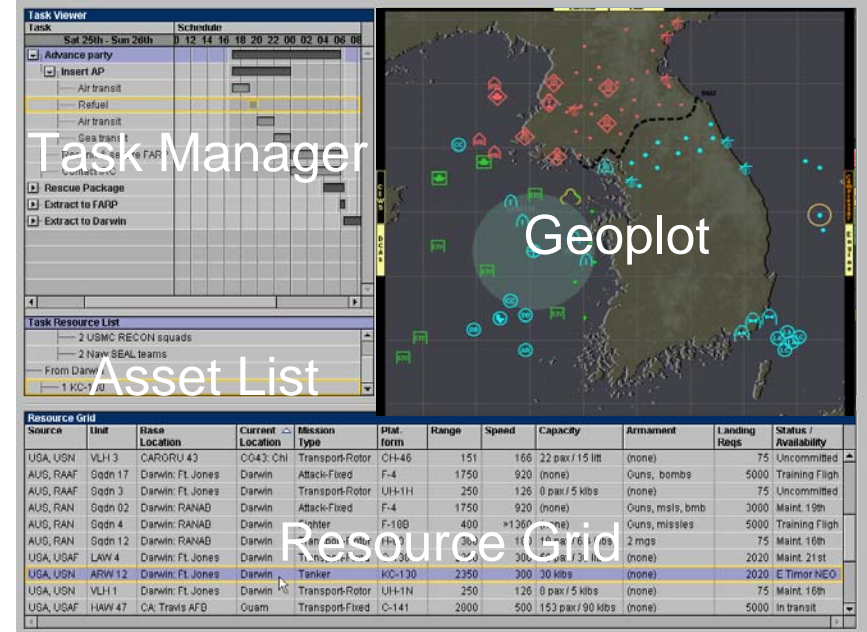 Task Viewer
Task Schedule
Sat 25th - Sun 26th 0 12 14 16 18 20 22 00 02 04 06 08
Advance party
Insert AP
Air transit
Refuel
Air transit
Sea transit
Task Manager
Rescue Package
Extract to FARP
Extract to Darwin
Geoplot
Task Resource List
2 USMC RECON squads
2 Navy SEAL teams
From Darwin
Asset List
1 KC-130
Resource Grid
Source Unit Base Location Current Location Mission Type Plat. form Range Speed Capacity Armament Landing Reqs Status / Availability
USA, USN VLH 3 CARGRU 43 CG43: Chi Transport-Rotor CH-46 151 166 22 pax / 15 litt (none) 75 Uncommitted
AUS, RAAF Sqdn 17 Darwin: Ft. Jones Darwin Attack-Fixed F-4 1750 920 (none) Guns, bombs 5000 Training Fligh
AUS, RAAF Sqdn 3 Darwin: Ft. Jones Darwin Transport-Rotor UH-1H 250 126 8 pax / 5 klbs (none) 75 Uncommitted
AUS, RAN Sqdn 02 Darwin: RANAB Darwin Attack-Fixed F-4 1750 920 (none) Guns, msls, bmb 3000 Maint. 19th
AUS, RAN Sqdn 4 Darwin: RANAB Darwin Fighter F-18B 400 >1360 (none) Guns, missles 5000 Training Fligh
AUS, RAN Sqdn 12 Darwin: RANAB Darwin Transport-Rotor 2 mgs 75 Maint. 16th
Resource Grid
USA, USAF LAW 4 Darwin: Ft. Jones Darwin 300 (none) 2020 Maint. 21st
USA, USN ARW 12 Darwin: Ft. Jones Darwin Tanker KC-130 2350 300 30 klbs (none) 2020 E Timor NEO
USA, USN VLH 1 Darwin: Ft. Jones Darwin Transport-Rotor UH-1N 250 126 8 pax / 5 klbs (none) 75 Maint. 16th
USA, USAF HAW 47 CA: Travis AFB Guam Transport-Fixed C-141 2800 500 153 pax / 90 klbs (none) 5000 In transit